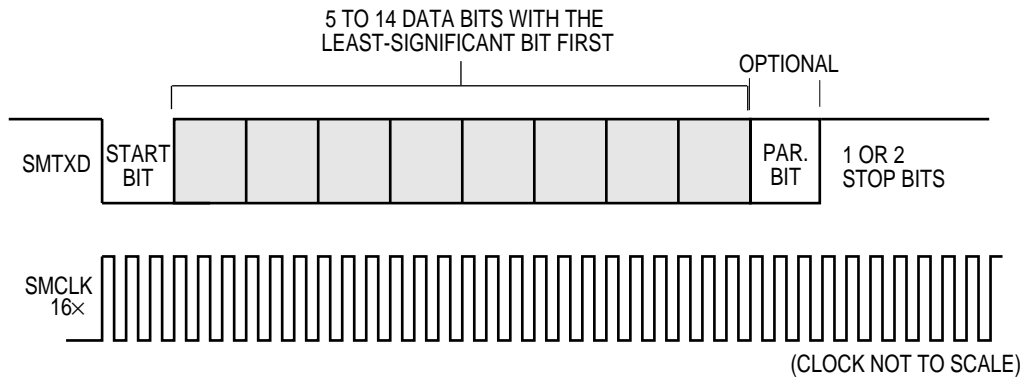 5 TO 14 DATA BITS WITH THE
LEAST-SIGNIFICANT BIT FIRST
OPTIONAL
SMTXD
START
BIT
PAR.
BIT
1 OR 2
STOP BITS
SMCLK
16×
(CLOCK NOT TO SCALE)